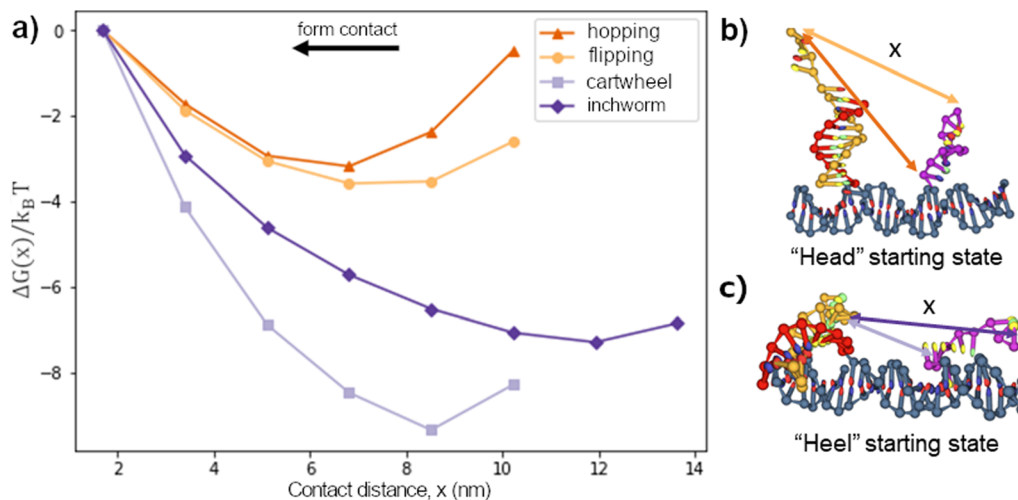 a)
form contact
hopping
flipping
cartwheel
inchworm
0
−2
−4
−6
−8
ΔG(x)/k_BT
2
4
6
8
10
12
14
Contact distance, x (nm)
b)
x
“Head” starting state
c)
x
“Heel” starting state